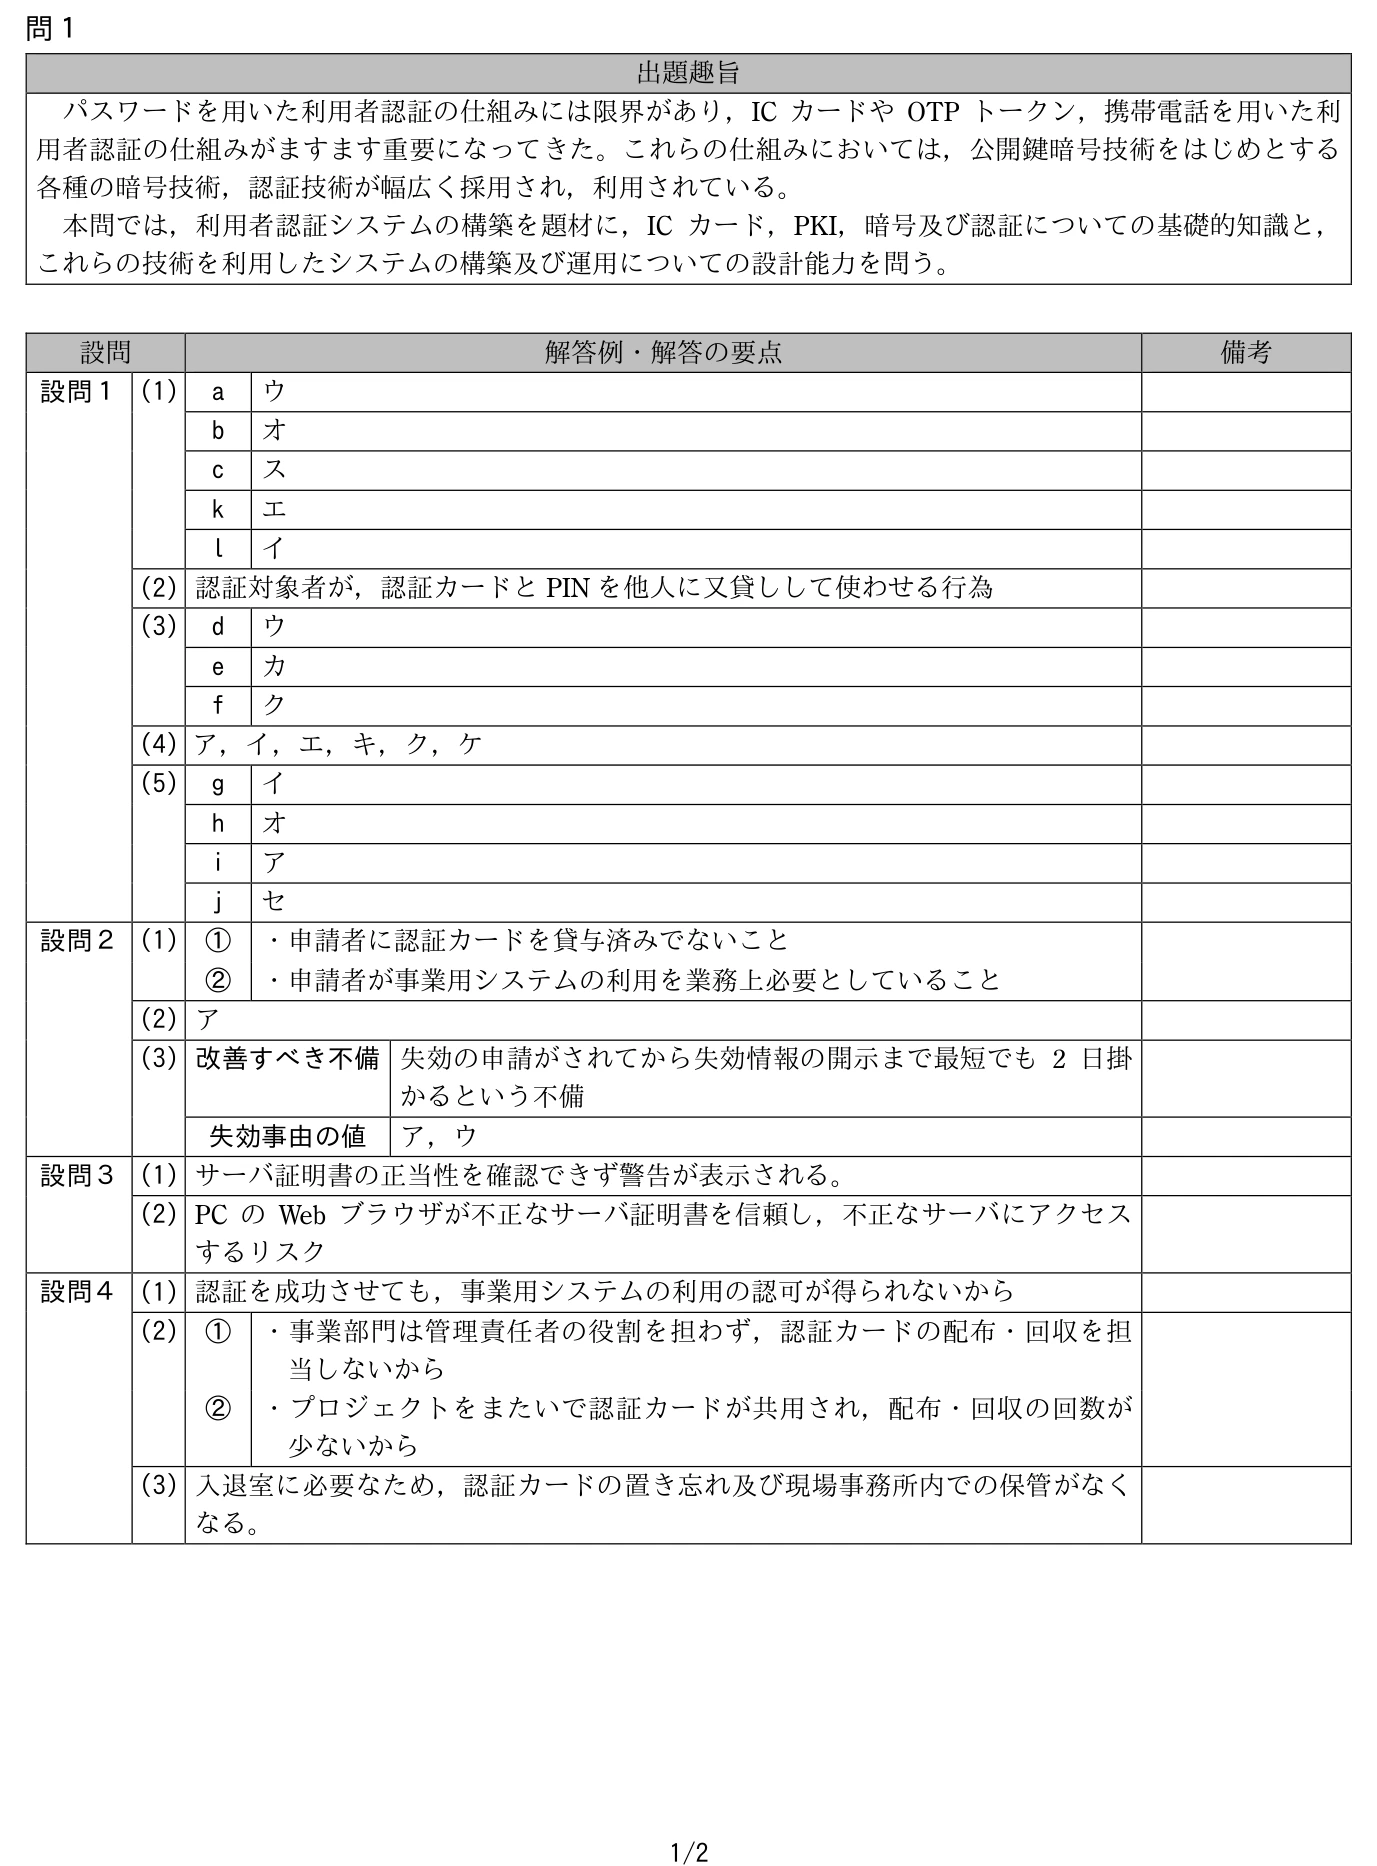 問1
出題趣旨
パスワードを用いた利用者認証の仕組みには限界があり，IC カードや OTP トークン，携帯電話を用いた利
用者認証の仕組みがますます重要になってきた。これらの仕組みにおいては，公開鍵暗号技術をはじめとする
各種の暗号技術，認証技術が幅広く採用され，利用されている。
本問では，利用者認証システムの構築を題材に，IC カード，PKI，暗号及び認証についての基礎的知識と，
これらの技術を利用したシステムの構築及び運用についての設計能力を問う。
設問 解答例・解答の要点 備考
設問1 (1) a ウ
b オ
c ス
k エ
l イ
(2) 認証対象者が，認証カードと PIN を他人に又貸しして使わせる行為
(3) d ウ
e カ
f ク
(4) ア，イ，エ，キ，ク，ケ
(5) g イ
h オ
i ア
j セ
設問2 (1) ① ・申請者に認証カードを貸与済みでないこと
② ・申請者が事業用システムの利用を業務上必要としていること
(2) ア
(3) 改善すべき不備 失効の申請がされてから失効情報の開示まで最短でも 2 日掛
かるという不備
失効事由の値 ア，ウ
設問3 (1) サーバ証明書の正当性を確認できず警告が表示される。
(2) PC の Web ブラウザが不正なサーバ証明書を信頼し，不正なサーバにアクセス
するリスク
設問4 (1) 認証を成功させても，事業用システムの利用の認可が得られないから
(2) ① ・事業部門は管理責任者の役割を担わず，認証カードの配布・回収を担
当しないから
② ・プロジェクトをまたいで認証カードが共用され，配布・回収の回数が
少ないから
(3) 入退室に必要なため，認証カードの置き忘れ及び現場事務所内での保管がなく
なる。
1/2